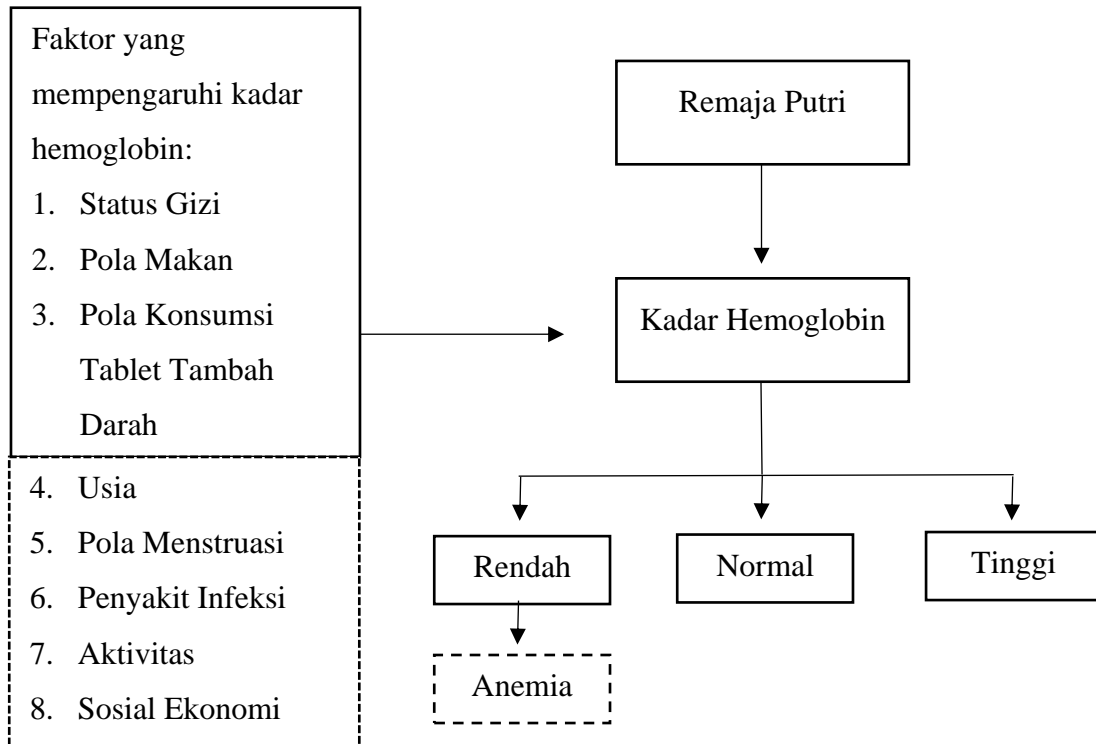 Faktor yang
mempengaruhi kadar
hemoglobin:
1. Status Gizi
2. Pola Makan
3. Pola Konsumsi
Tablet Tambah
Darah
4. Usia
5. Pola Menstruasi
6. Penyakit Infeksi
7. Aktivitas
8. Sosial Ekonomi
Remaja Putri
Kadar Hemoglobin
Rendah
Normal
Tinggi
Anemia